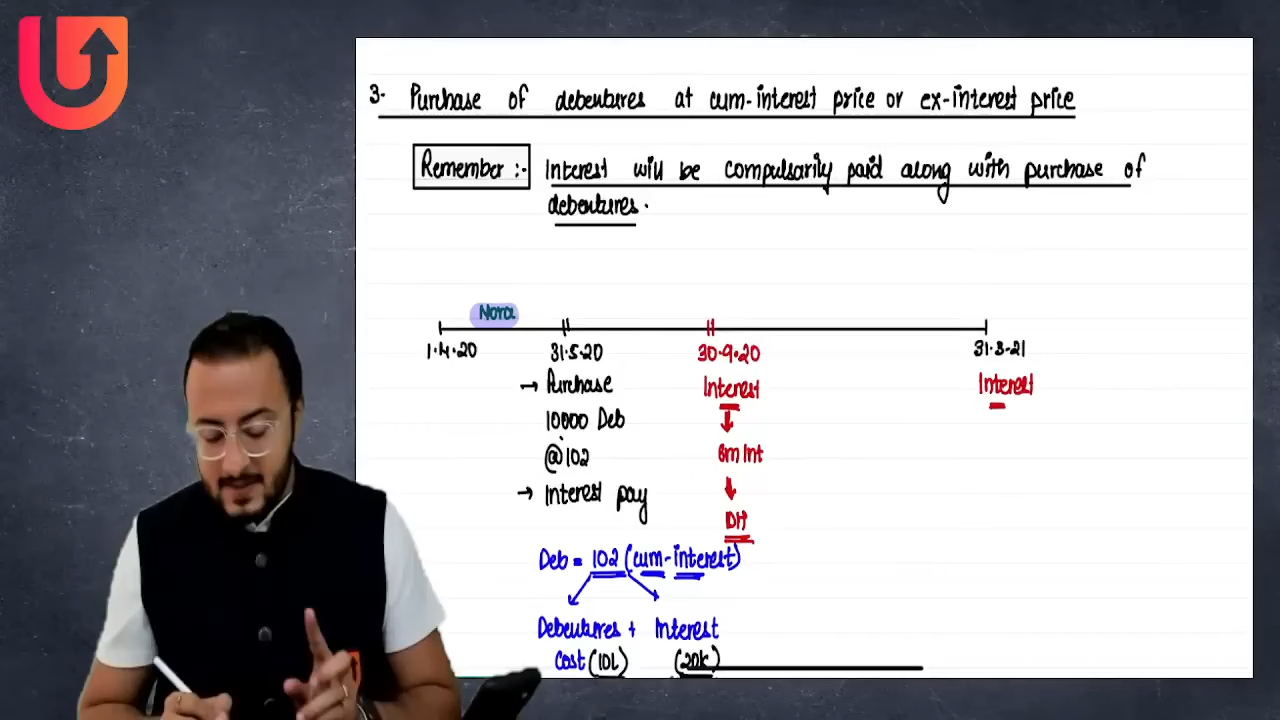 3. Purchase of debentures at cum-interest price or ex-interest price
Remember :- Interest will be compulsarily paid along with purchase of
debentures.
Nora
1.4.20
31.5.20
30.9.20
31.3.21
→ Purchase
10000 Deb
@102
→ Interest pay
Interest
6m Int
DH
Interest
Deb = 102 (cum-interest)
Debentures + Interest
Cost (10L) (20K)